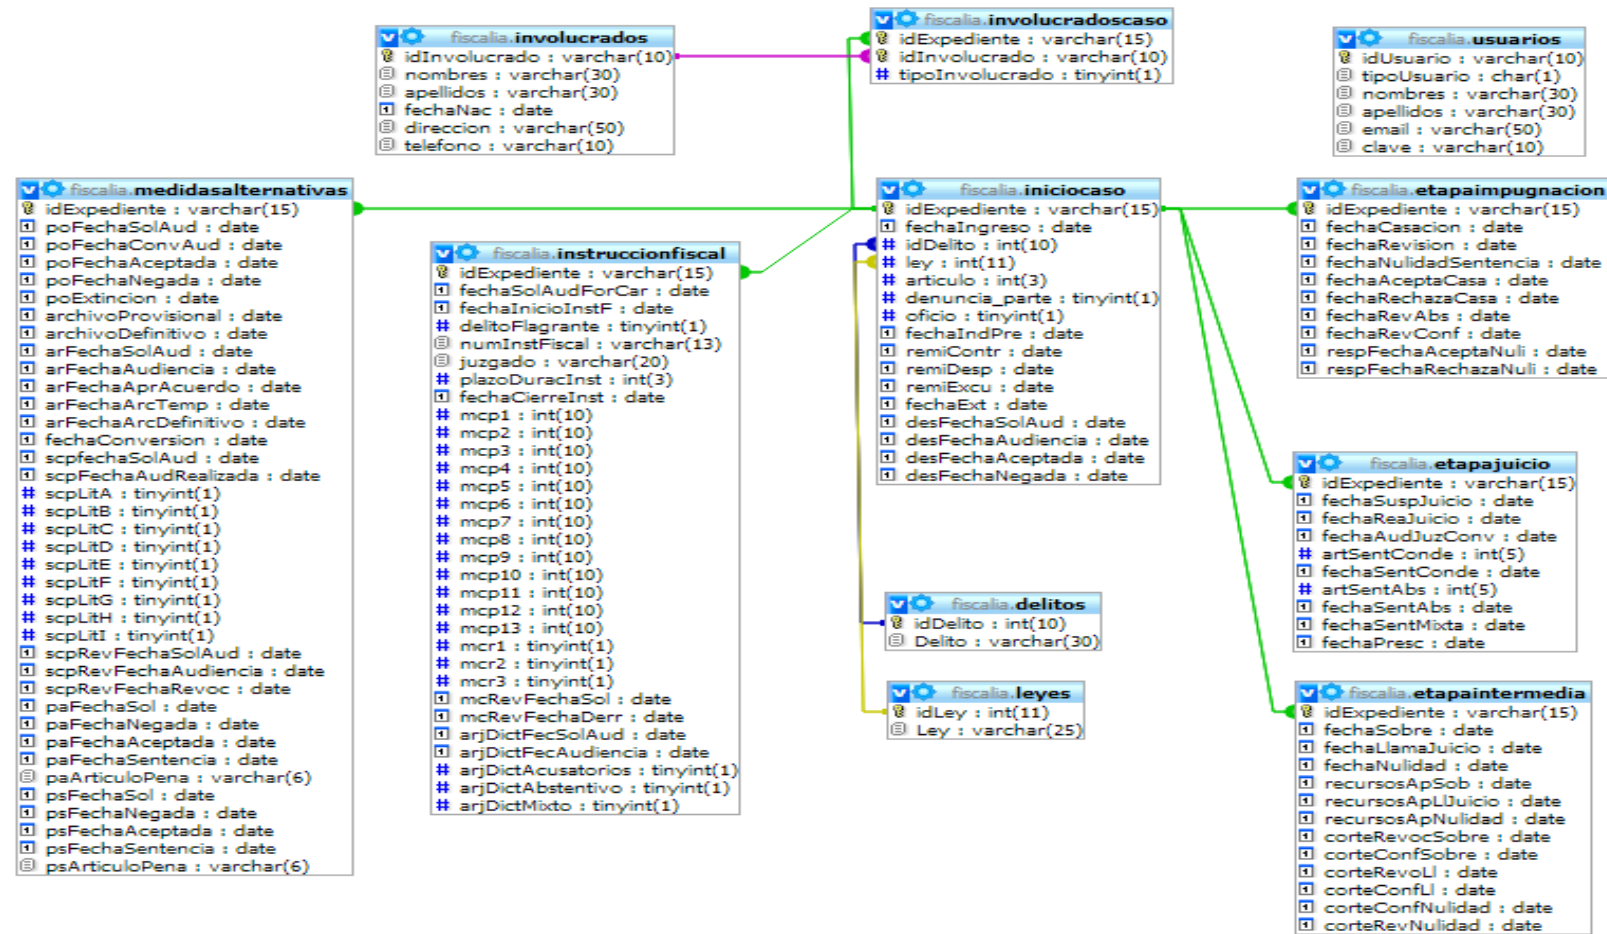 fiscalia.involucrados
idInvolucrado : varchar(10)
nombres : varchar(30)
apellidos : varchar(30)
fechaNac : date
direccion : varchar(50)
telefono : varchar(10)
fiscalia.involucradoscaso
idExpediente : varchar(15)
idInvolucrado : varchar(10)
tipoInvolucrado : tinyint(1)
fiscalia.usuarios
idUsuario : varchar(10)
tipoUsuario : char(1)
nombres : varchar(30)
apellidos : varchar(30)
email : varchar(50)
clave : varchar(10)
fiscalia.medidasalternativas
idExpediente : varchar(15)
poFechaSolAud : date
poFechaConvAud : date
poFechaAceptada : date
poFechaNegada : date
poExtincion : date
archivoProvisional : date
archivoDefinitivo : date
arFechaSolAud : date
arFechaAudiencia : date
arFechaAprAcuerdo : date
arFechaArcTemp : date
arFechaArcDefinitivo : date
fechaConversion : date
scpfechaSolAud : date
scpFechaAudRealizada : date
scpLitA : tinyint(1)
scpLitB : tinyint(1)
scpLitC : tinyint(1)
scpLitD : tinyint(1)
scpLitE : tinyint(1)
scpLitF : tinyint(1)
scpLitG : tinyint(1)
scpLitH : tinyint(1)
scpLitI : tinyint(1)
scpRevFechaSolAud : date
scpRevFechaAudiencia : date
scpRevFechaRevoc : date
paFechaSol : date
paFechaNegada : date
paFechaAceptada : date
paFechaSentencia : date
paArticuloPena : varchar(6)
psFechaSol : date
psFechaNegada : date
psFechaAceptada : date
psFechaSentencia : date
psArticuloPena : varchar(6)
fiscalia.instruccionfiscal
idExpediente : varchar(15)
fechaSolAudForCar : date
fechaInicioInstF : date
delitoFlagrante : tinyint(1)
numInstFiscal : varchar(13)
juzgado : varchar(20)
plazoDuracInst : int(3)
fechaCierreInst : date
mcp1 : int(10)
mcp2 : int(10)
mcp3 : int(10)
mcp4 : int(10)
mcp5 : int(10)
mcp6 : int(10)
mcp7 : int(10)
mcp8 : int(10)
mcp9 : int(10)
mcp10 : int(10)
mcp11 : int(10)
mcp12 : int(10)
mcp13 : int(10)
mcr1 : tinyint(1)
mcr2 : tinyint(1)
mcr3 : tinyint(1)
mcRevFechaSol : date
mcRevFechaDerr : date
arjDictFecSolAud : date
arjDictFecAudiencia : date
arjDictAcusatorios : tinyint(1)
arjDictAbstentivo : tinyint(1)
arjDictMixto : tinyint(1)
fiscalia.iniciocaso
idExpediente : varchar(15)
fechaIngreso : date
idDelito : int(10)
ley : int(11)
articulo : int(3)
denuncia_parte : tinyint(1)
oficio : tinyint(1)
fechaIndPre : date
remiContr : date
remiDesp : date
remiExcu : date
fechaExt : date
desFechaSolAud : date
desFechaAudiencia : date
desFechaAceptada : date
desFechaNegada : date
fiscalia.delitos
idDelito : int(10)
Delito : varchar(30)
fiscalia.leyes
idLey : int(11)
Ley : varchar(25)
fiscalia.etapaimpugnacion
idExpediente : varchar(15)
fechaCasacion : date
fechaRevision : date
fechaNulidadSentencia : date
fechaAceptaCasa : date
fechaRechazaCasa : date
fechaRevAbs : date
fechaRevConf : date
respFechaAceptaNuli : date
respFechaRechazaNuli : date
fiscalia.etapajuicio
idExpediente : varchar(15)
fechaSuspJuicio : date
fechaReaJuicio : date
fechaAudJuzConv : date
artSentConde : int(5)
fechaSentConde : date
artSentAbs : int(5)
fechaSentAbs : date
fechaSentMixta : date
fechaPresc : date
fiscalia.etapaintermedia
idExpediente : varchar(15)
fechaSobre : date
fechaLlamaJuicio : date
fechaNulidad : date
recursosApSob : date
recursosApLlJuicio : date
recursosApNulidad : date
corteRevocSobre : date
corteConfSobre : date
corteRevoLl : date
corteConfLl : date
corteConfNulidad : date
corteRevNulidad : date